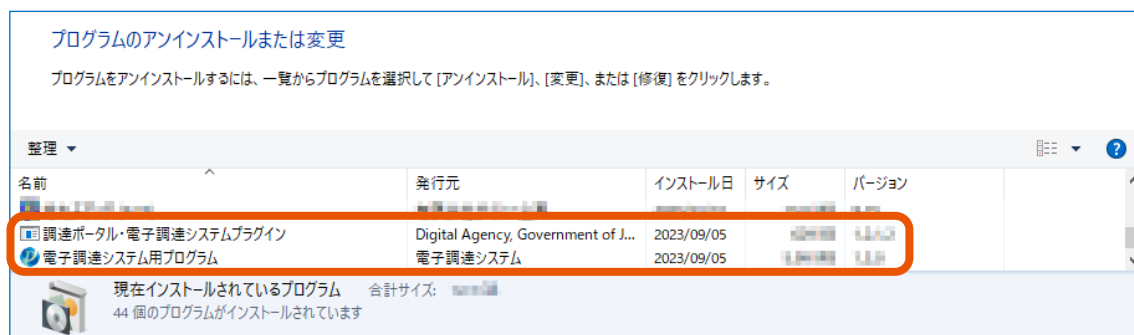 プログラムのアンインストールまたは変更
プログラムをアンインストールするには、一覧からプログラムを選択して [アンインストール]、[変更]、または [修復] をクリックします。
整理
名前 発行元 インストール日 サイズ バージョン
調達ポータル・電子調達システムプラグイン Digital Agency, Government of J... 2023/09/05
電子調達システム用プログラム 電子調達システム 2023/09/05
現在インストールされているプログラム 合計サイズ:
44 個のプログラムがインストールされています